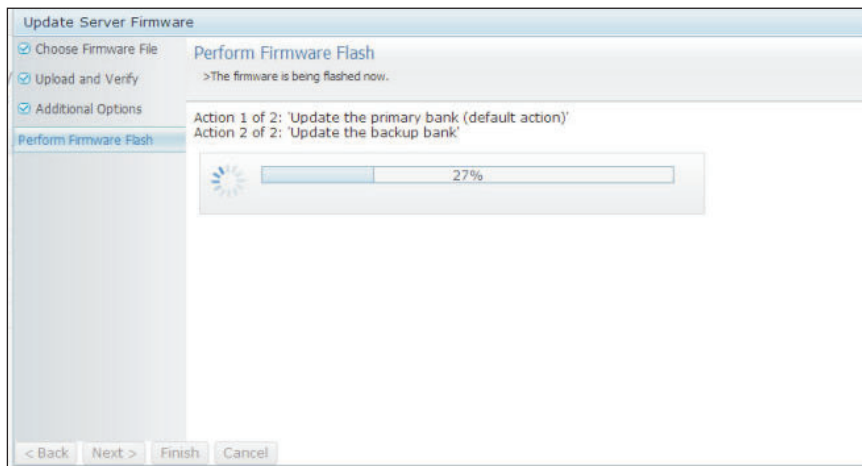 Update Server Firmware
Choose Firmware File
Upload and Verify
Additional Options
Perform Firmware Flash
Perform Firmware Flash
>The firmware is being flashed now.
Action 1 of 2: 'Update the primary bank (default action)'
Action 2 of 2: 'Update the backup bank'
27%
< Back
Next >
Finish
Cancel